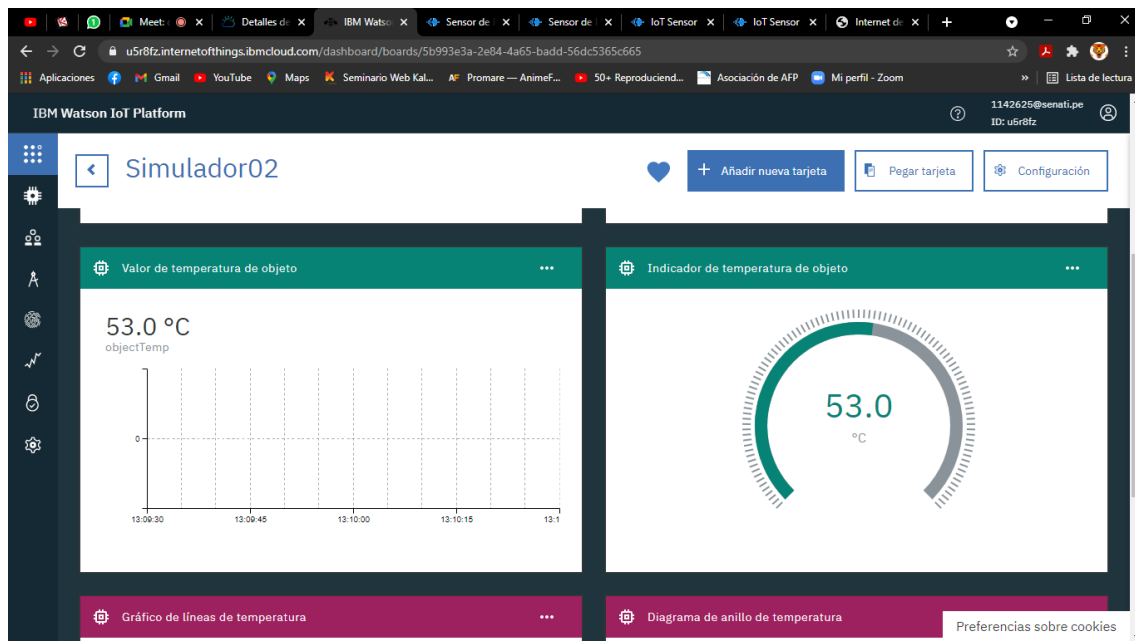 Meet:
Detalles de
IBM Watso
Sensor de
Sensor de
IoT Sensor
IoT Sensor
Internet de
u5r8fz.internetofthings.ibmcloud.com/dashboard/boards/5b993e3a-2e84-4a65-badd-56dc5365c665
Aplicaciones
Gmail
YouTube
Maps
Seminario Web Kal...
AF Promare — AnimeF...
50+ Reproduciend...
Asociación de AFP
Mi perfil - Zoom
»
Lista de lectura
IBM Watson IoT Platform
1142625@senati.pe
ID: u5r8fz
Simulador02
+ Añadir nueva tarjeta
Pegar tarjeta
Configuración
Valor de temperatura de objeto
Indicador de temperatura de objeto
53.0 °C
objectTemp
0
13:09:30 13:09:45 13:10:00 13:10:15 13:1
53.0
°C
Gráfico de líneas de temperatura
Diagrama de anillo de temperatura
Preferencias sobre cookies